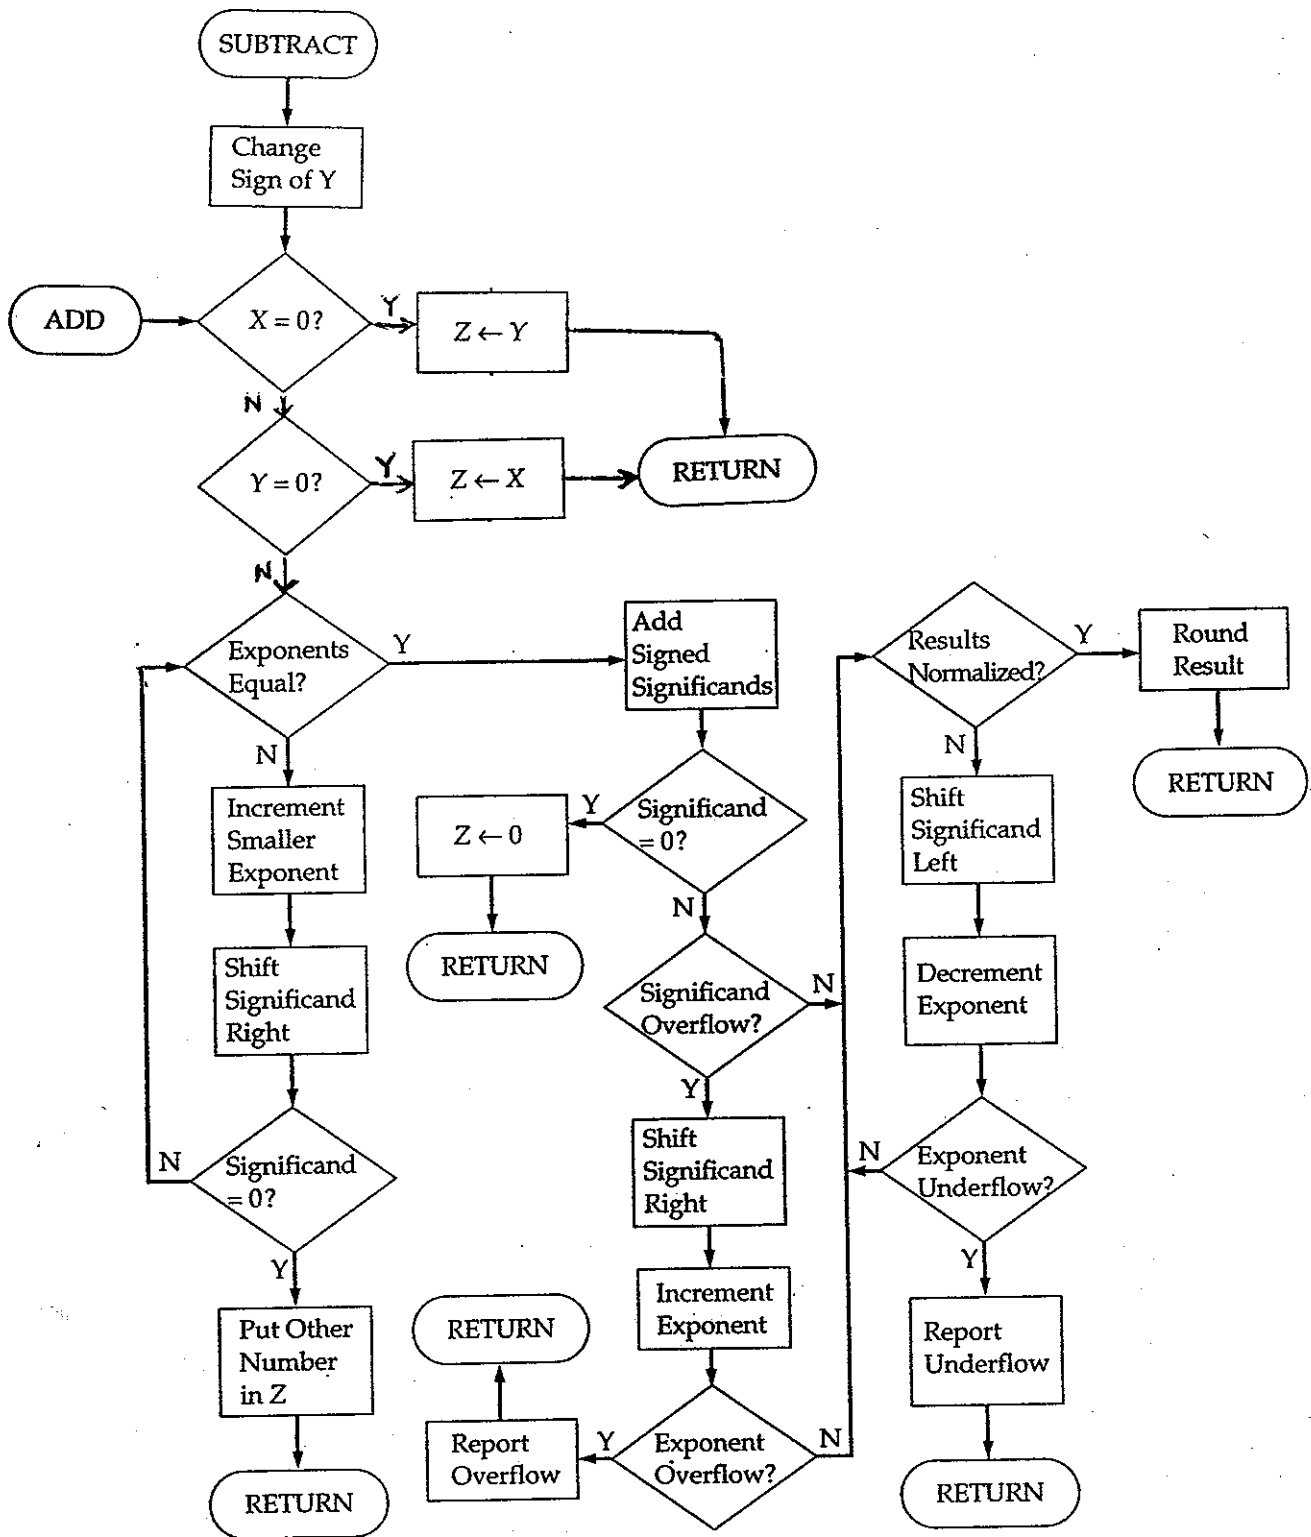 SUBTRACT
Change
Sign of Y
ADD
X = 0?
Y
Z ← Y
N
Y = 0?
Y
Z ← X
RETURN
N
Exponents
Equal?
Y
Add
Signed
Significands
Results
Normalized?
Y
Round
Result
RETURN
N
Increment
Smaller
Exponent
Shift
Significand
Right
Significand
= 0?
N
Y
Put Other
Number
in Z
RETURN
Significand
= 0?
Y
Z ← 0
RETURN
N
Significand
Overflow?
N
Y
Shift
Significand
Right
Increment
Exponent
Exponent
Overflow?
Y
Report
Overflow
RETURN
N
N
Shift
Significand
Left
Decrement
Exponent
Exponent
Underflow?
N
Y
Report
Underflow
RETURN